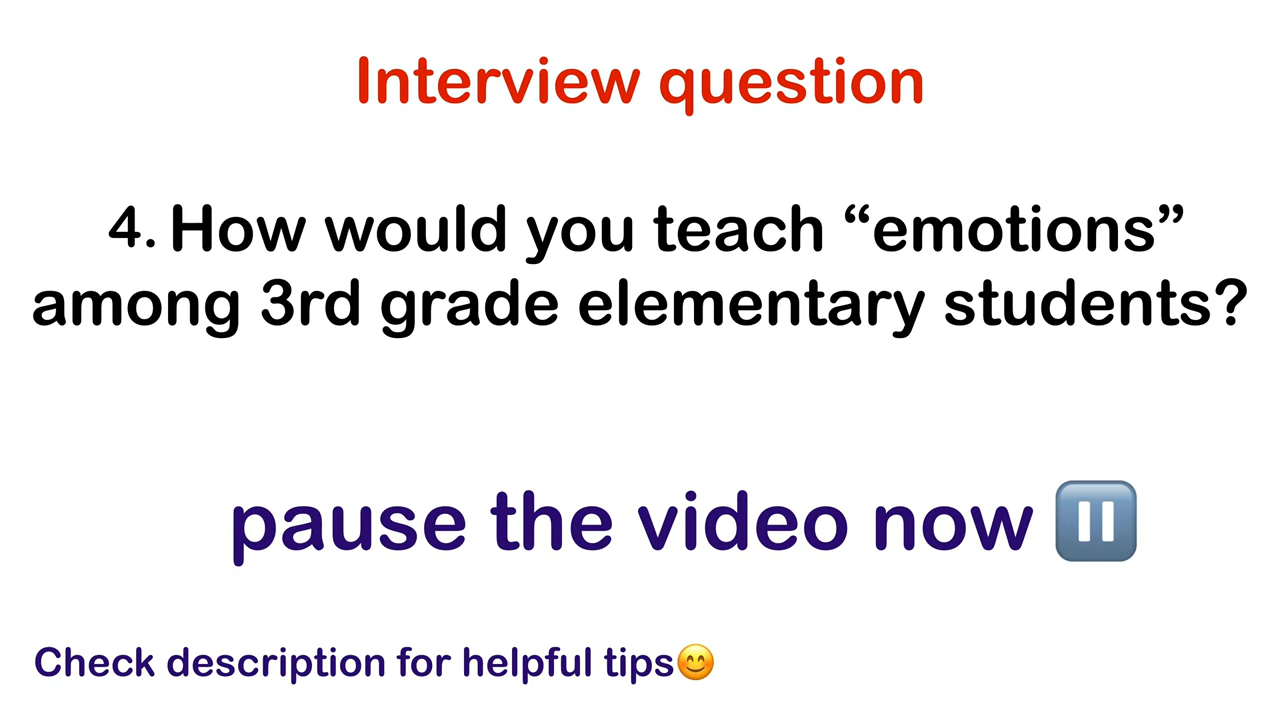 Interview question
4. How would you teach “emotions”
among 3rd grade elementary students?
pause the video now ⏸️
Check description for helpful tips😊